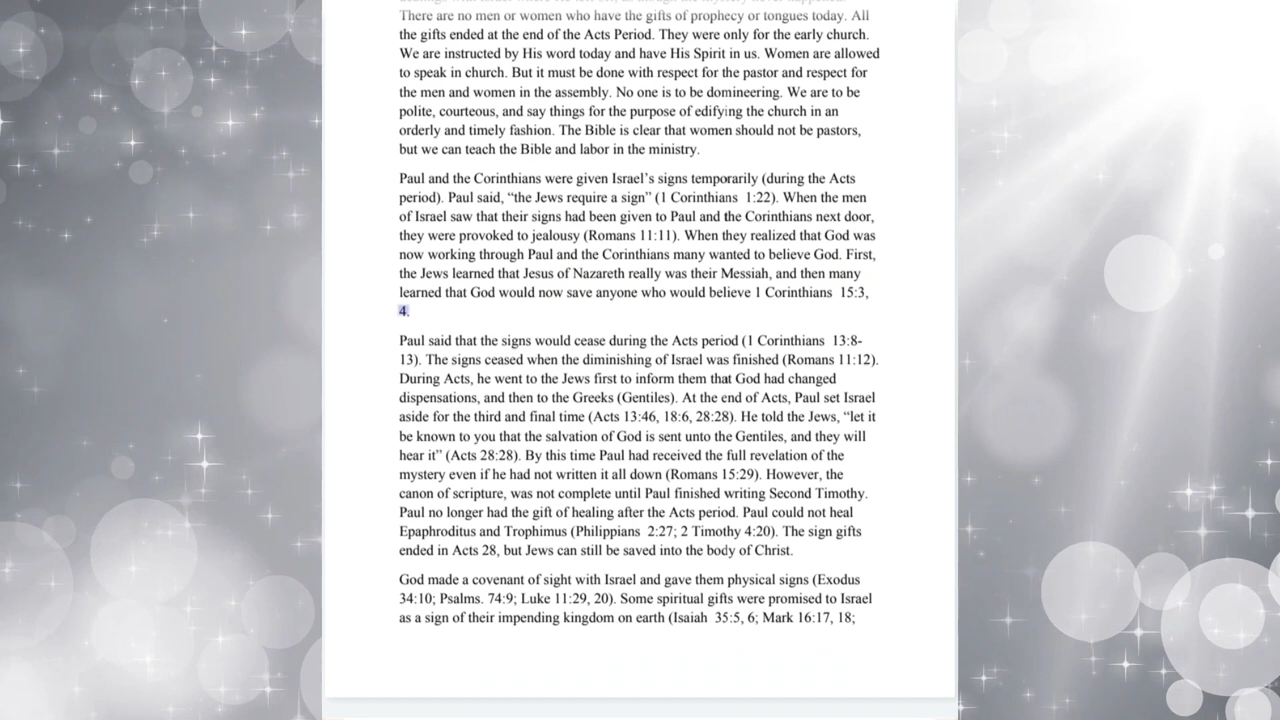 There are no men or women who have the gifts of prophecy or tongues today. All
the gifts ended at the end of the Acts Period. They were only for the early church.
We are instructed by His word today and have His Spirit in us. Women are allowed
to speak in church. But it must be done with respect for the pastor and respect for
the men and women in the assembly. No one is to be domineering. We are to be
polite, courteous, and say things for the purpose of edifying the church in an
orderly and timely fashion. The Bible is clear that women should not be pastors,
but we can teach the Bible and labor in the ministry.
Paul and the Corinthians were given Israel’s signs temporarily (during the Acts
period). Paul said, “the Jews require a sign” (1 Corinthians 1:22). When the men
of Israel saw that their signs had been given to Paul and the Corinthians next door,
they were provoked to jealousy (Romans 11:11). When they realized that God was
now working through Paul and the Corinthians many wanted to believe God. First,
the Jews learned that Jesus of Nazareth really was their Messiah, and then many
learned that God would now save anyone who would believe 1 Corinthians 15:3,
4.
Paul said that the signs would cease during the Acts period (1 Corinthians 13:8-
13). The signs ceased when the diminishing of Israel was finished (Romans 11:12).
During Acts, he went to the Jews first to inform them that God had changed
dispensations, and then to the Greeks (Gentiles). At the end of Acts, Paul set Israel
aside for the third and final time (Acts 13:46, 18:6, 28:28). He told the Jews, “let it
be known to you that the salvation of God is sent unto the Gentiles, and they will
hear it” (Acts 28:28). By this time Paul had received the full revelation of the
mystery even if he had not written it all down (Romans 15:29). However, the
canon of scripture, was not complete until Paul finished writing Second Timothy.
Paul no longer had the gift of healing after the Acts period. Paul could not heal
Epaphroditus and Trophimus (Philippians 2:27; 2 Timothy 4:20). The sign gifts
ended in Acts 28, but Jews can still be saved into the body of Christ.
God made a covenant of sight with Israel and gave them physical signs (Exodus
34:10; Psalms. 74:9; Luke 11:29, 20). Some spiritual gifts were promised to Israel
as a sign of their impending kingdom on earth (Isaiah 35:5, 6; Mark 16:17, 18;